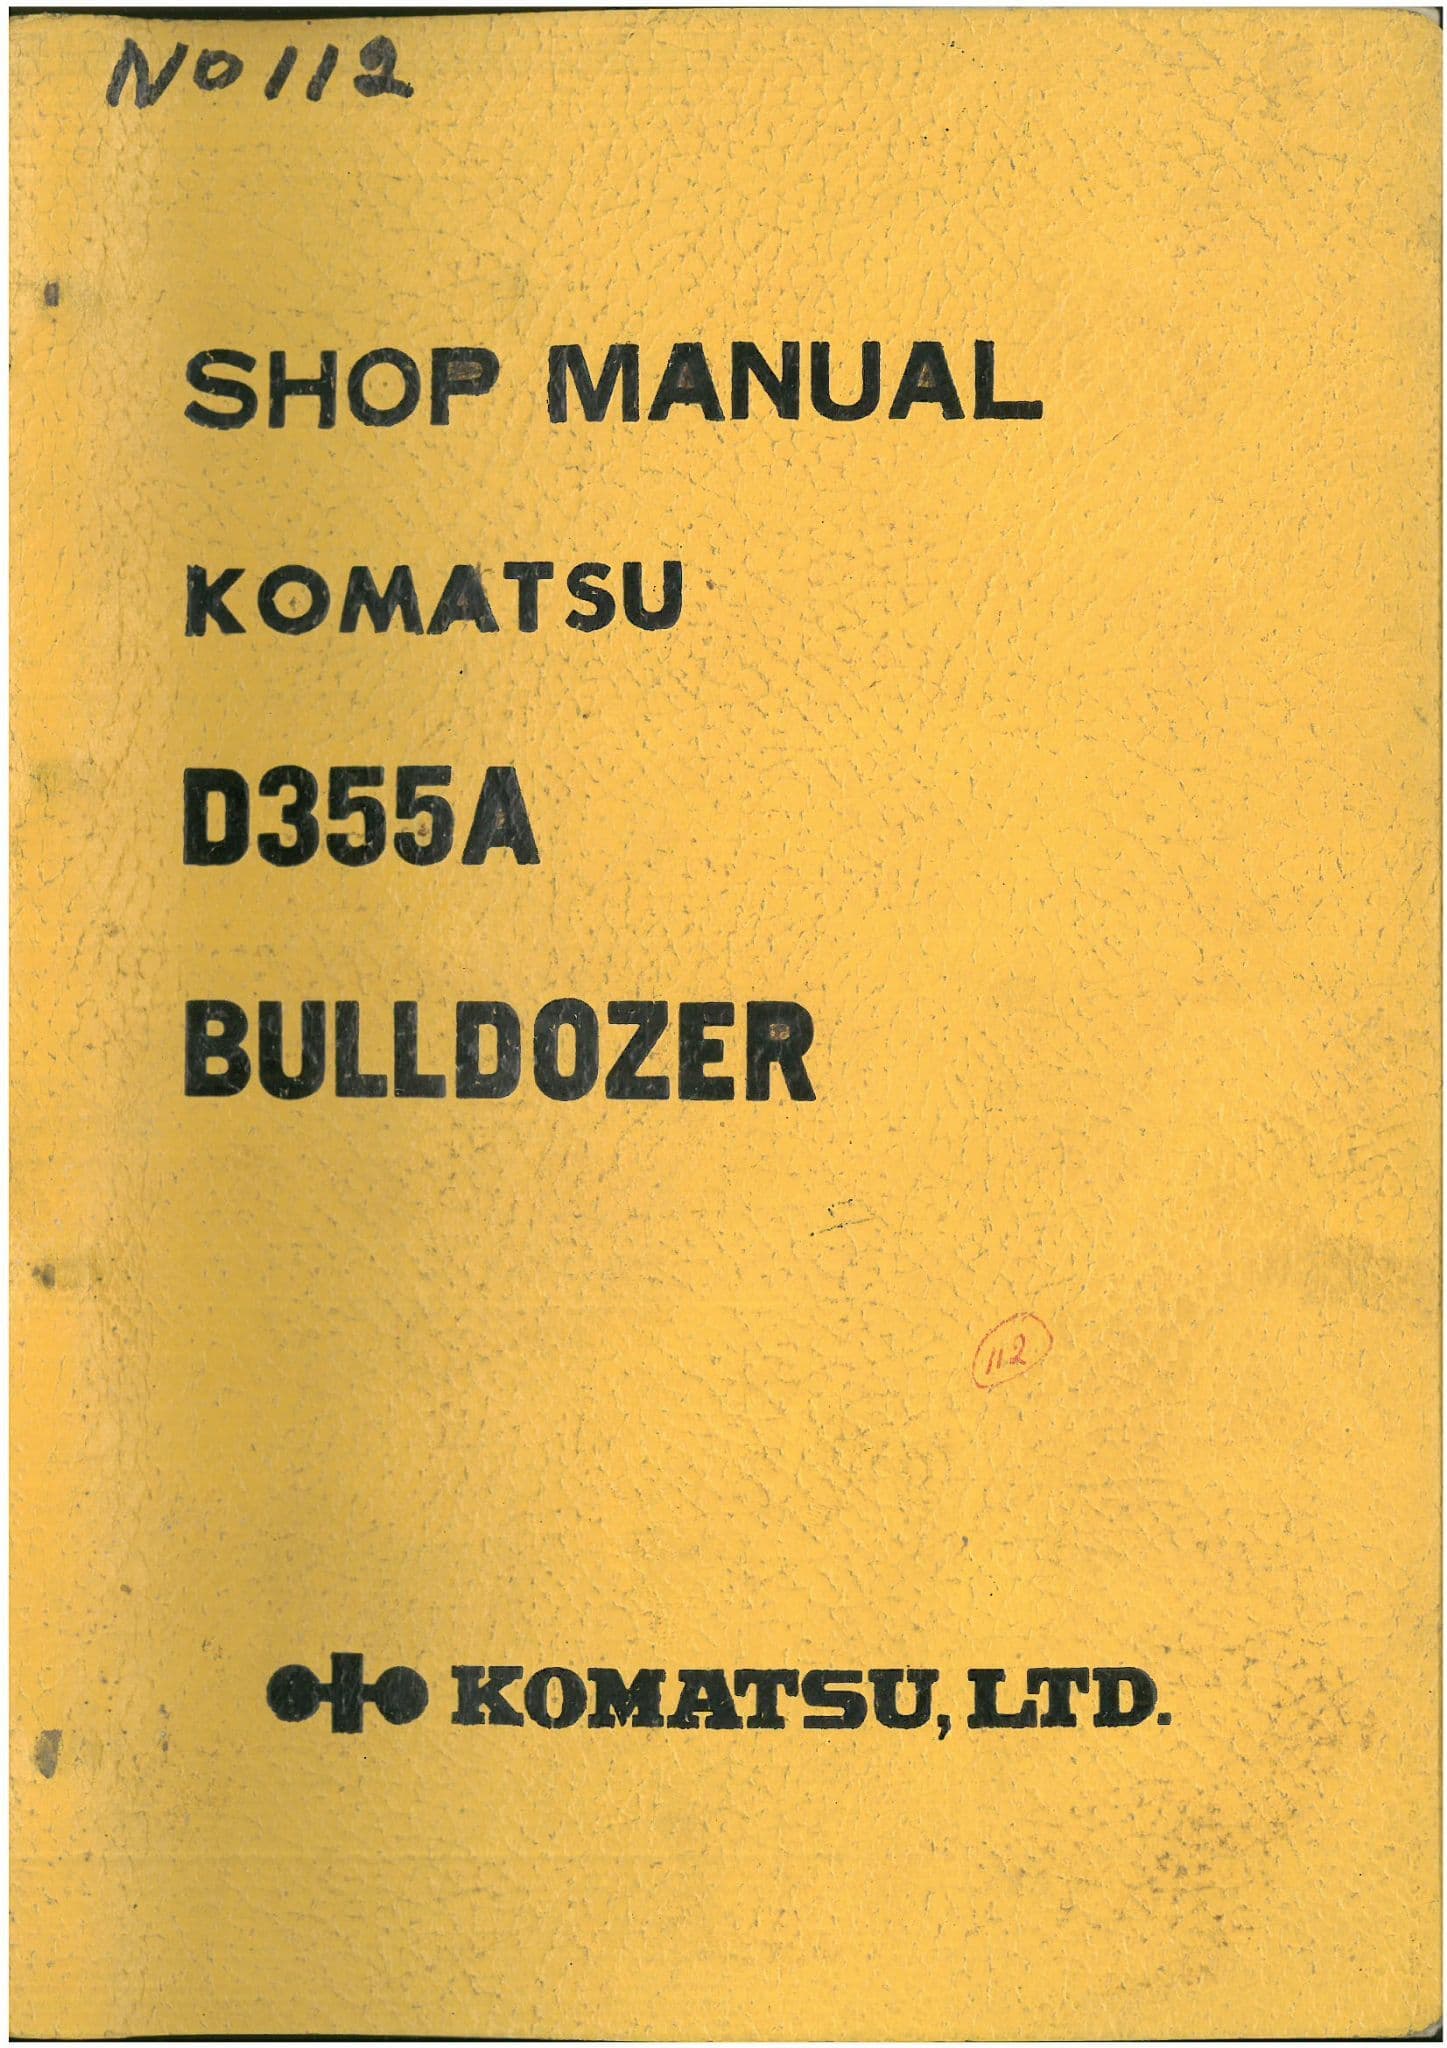 NO 112
SHOP MANUAL
KOMATSU
D355A
BULLDOZER
112
KOMATSU, LTD.